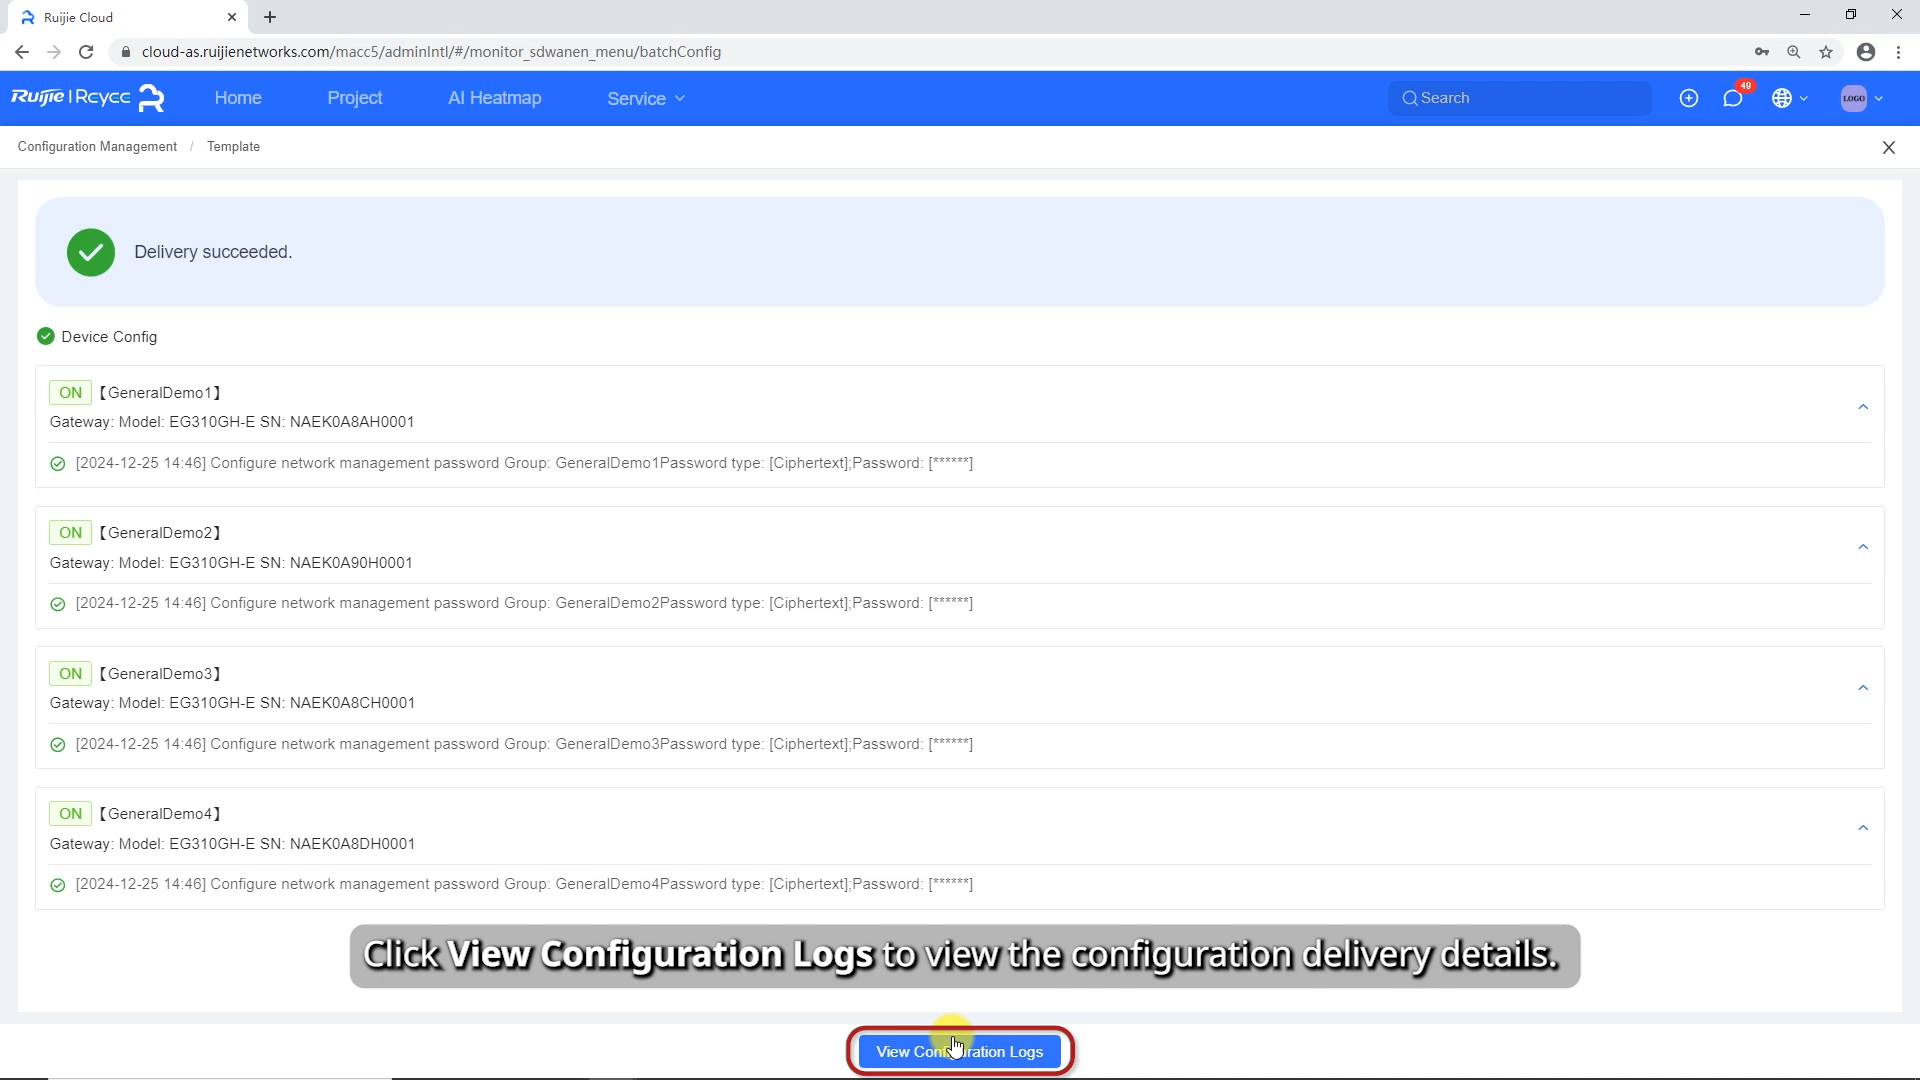 Ruijie Cloud
cloud-as.ruijienetworks.com/macc5/adminIntl/#/monitor_sdwanen_menu/batchConfig
Ruijie | Reyee Home Project AI Heatmap Service Search 49 LOGO
Configuration Management / Template
Delivery succeeded.
Device Config
ON 【GeneralDemo1】
Gateway: Model: EG310GH-E SN: NAEK0A8AH0001
[2024-12-25 14:46] Configure network management password Group: GeneralDemo1Password type: [Ciphertext];Password: [******]
ON 【GeneralDemo2】
Gateway: Model: EG310GH-E SN: NAEK0A90H0001
[2024-12-25 14:46] Configure network management password Group: GeneralDemo2Password type: [Ciphertext];Password: [******]
ON 【GeneralDemo3】
Gateway: Model: EG310GH-E SN: NAEK0A8CH0001
[2024-12-25 14:46] Configure network management password Group: GeneralDemo3Password type: [Ciphertext];Password: [******]
ON 【GeneralDemo4】
Gateway: Model: EG310GH-E SN: NAEK0A8DH0001
[2024-12-25 14:46] Configure network management password Group: GeneralDemo4Password type: [Ciphertext];Password: [******]
Click View Configuration Logs to view the configuration delivery details.
View Configuration Logs